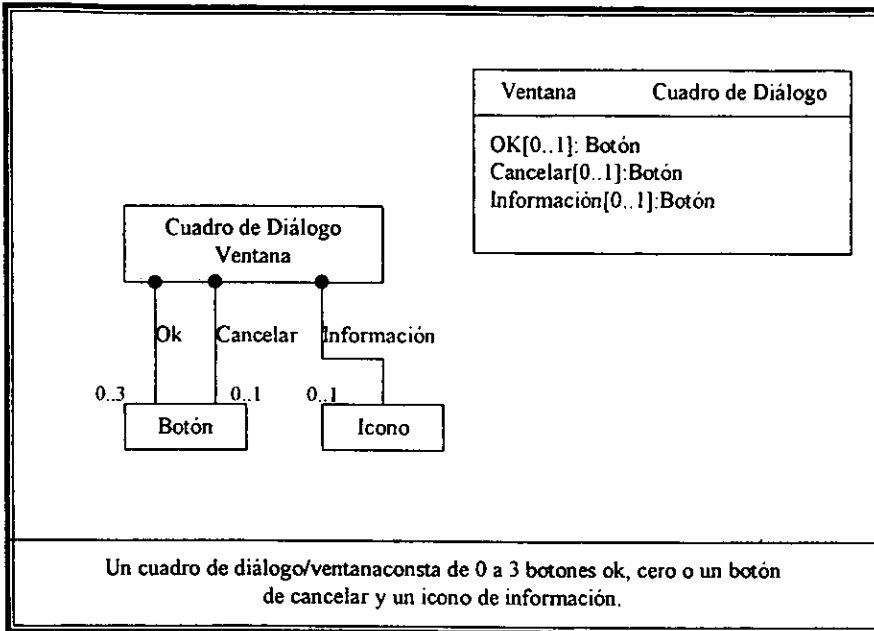 Ventana Cuadro de Diálogo
OK[0..1]: Botón
Cancelar[0..1]:Botón
Información[0..1]:Botón
Cuadro de Diálogo
Ventana
Ok Cancelar Información
0..3 0..1 0..1
Botón Icono
Un cuadro de diálogo/ventanaconsta de 0 a 3 botones ok, cero o un botón
de cancelar y un icono de información.